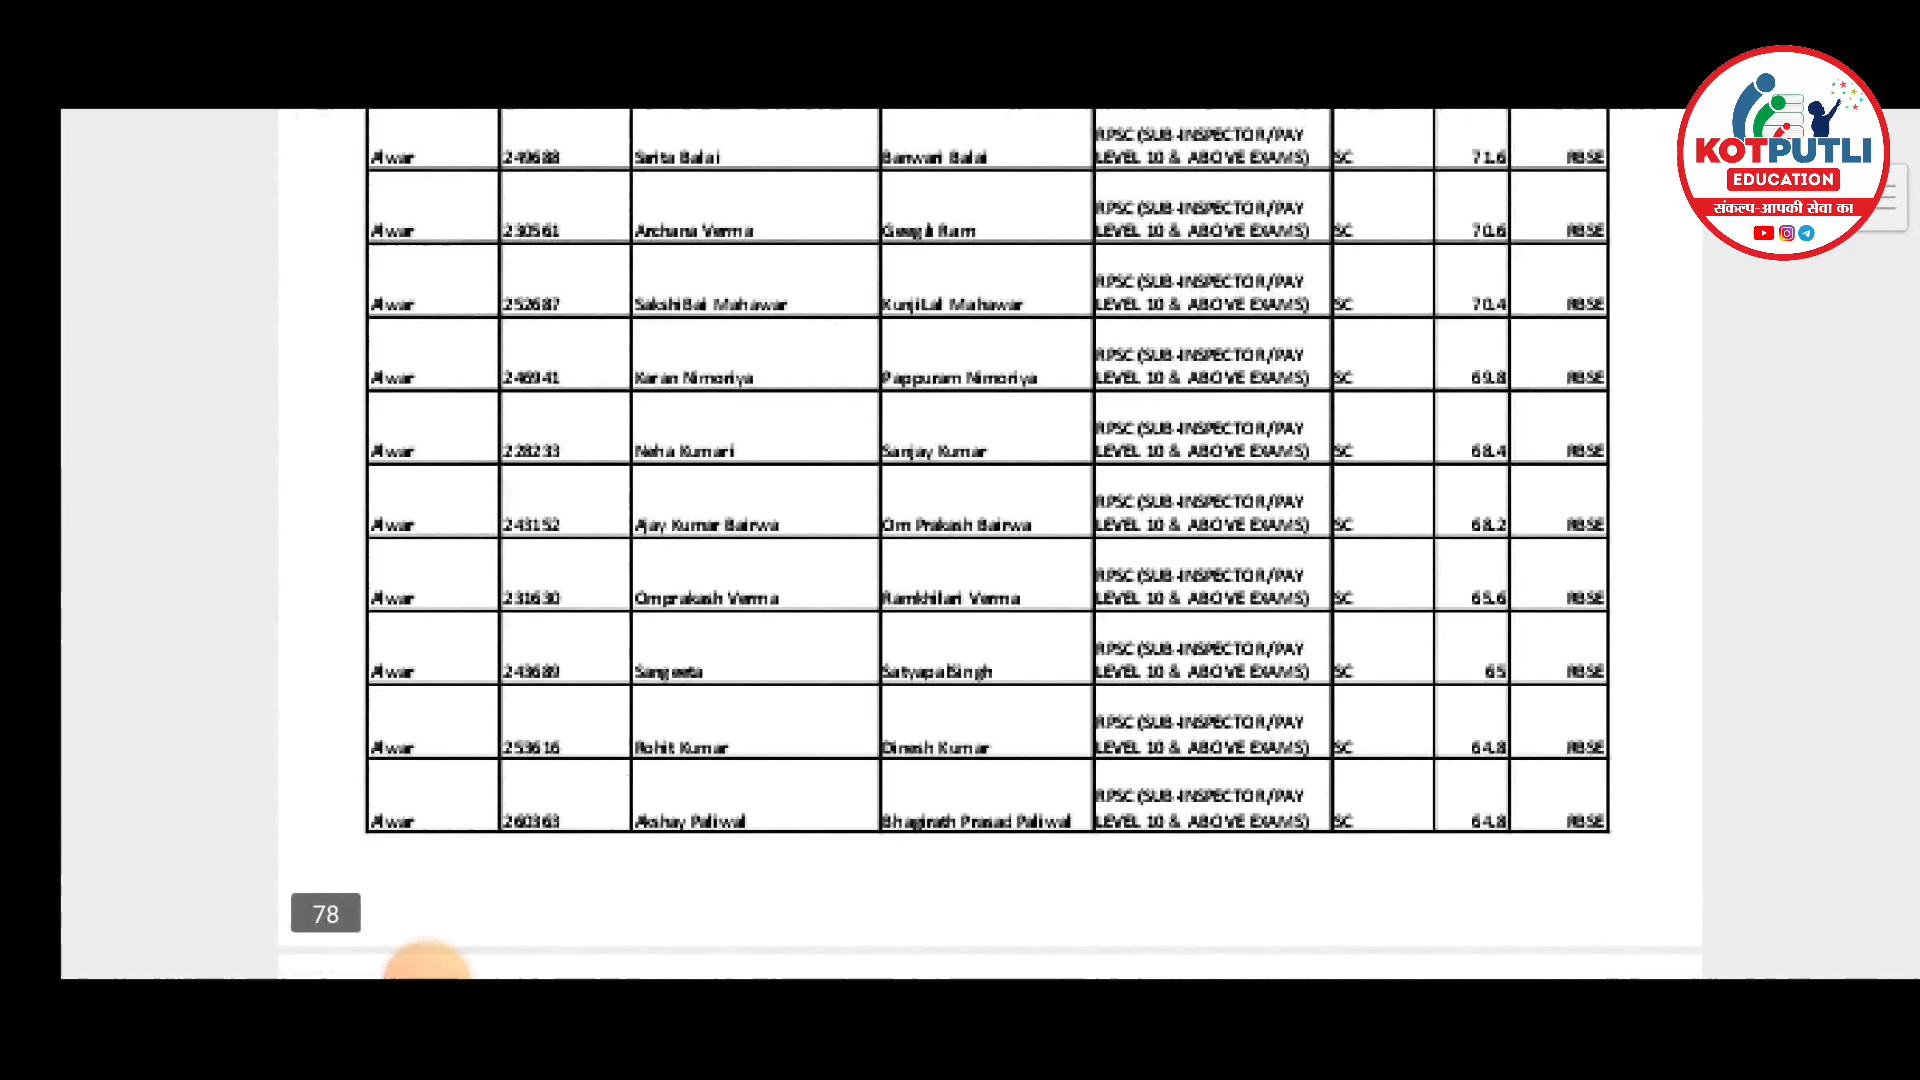 RPSC (SUB-INSPECTOR/PAY
Alwar 249688 Sarita Balai Banwari Balai LEVEL 10 & ABOVE EXAMS) SC 71.6 RBSE
RPSC (SUB-INSPECTOR/PAY
Alwar 230561 Archana Verma Ram LEVEL 10 & ABOVE EXAMS) SC 70.6 RBSE
RPSC (SUB-INSPECTOR/PAY
Alwar 252687 Sakshi Bai Mahawar Kunji Lal Mahawar LEVEL 10 & ABOVE EXAMS) SC 70.4 RBSE
RPSC (SUB-INSPECTOR/PAY
Alwar 246941 Karan Nimoriya Pappuram Nimoriya LEVEL 10 & ABOVE EXAMS) SC 69.8 RBSE
RPSC (SUB-INSPECTOR/PAY
Alwar 228233 Neha Kumari Sanjay Kumar LEVEL 10 & ABOVE EXAMS) SC 68.4 RBSE
RPSC (SUB-INSPECTOR/PAY
Alwar 243152 Ajay Kumar Bairwa Om Prakash Bairwa LEVEL 10 & ABOVE EXAMS) SC 68.2 RBSE
RPSC (SUB-INSPECTOR/PAY
Alwar 231630 Omprakash Verma Ramkhilari Verma LEVEL 10 & ABOVE EXAMS) SC 65.6 RBSE
RPSC (SUB-INSPECTOR/PAY
Alwar 243689 Sangeeta Satyapal Singh LEVEL 10 & ABOVE EXAMS) SC 65 RBSE
RPSC (SUB-INSPECTOR/PAY
Alwar 253616 Rohit Kumar Dinesh Kumar LEVEL 10 & ABOVE EXAMS) SC 64.8 RBSE
RPSC (SUB-INSPECTOR/PAY
Alwar 260363 Akshay Paliwal Bhagirath Prasad Paliwal LEVEL 10 & ABOVE EXAMS) SC 64.8 RBSE
78
KOTPUTLI
EDUCATION
संकल्प-आपकी सेवा का